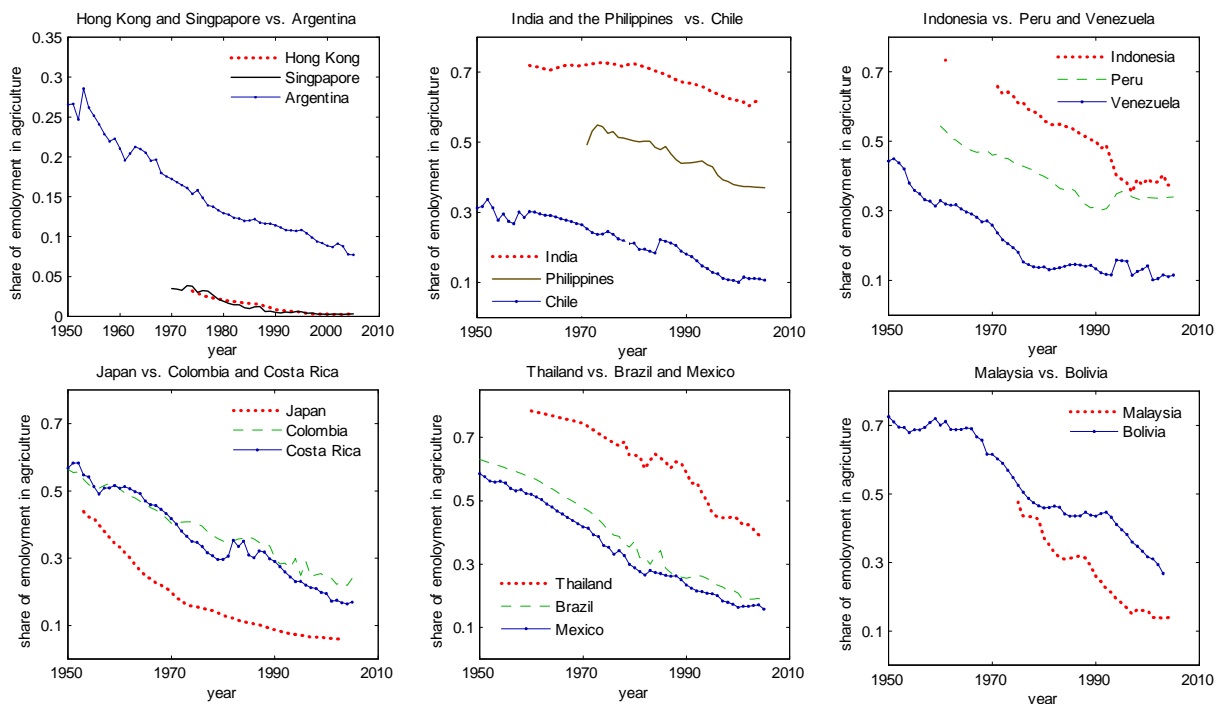 Hong Kong and Singpapore vs. Argentina
share of emoloyment in agriculture
0.35
0.3
0.25
0.2
0.15
0.1
0.05
0
Hong Kong
Singpapore
Argentina
1950 1960 1970 1980 1990 2000 2010
year
India and the Philippines vs. Chile
share of emoloyment in agriculture
0.7
0.5
0.3
0.1
India
Philippines
Chile
1950 1970 1990 2010
year
Indonesia vs. Peru and Venezuela
share of emoloyment in agriculture
0.7
0.5
0.3
0.1
Indonesia
Peru
Venezuela
1950 1970 1990 2010
year
Japan vs. Colombia and Costa Rica
share of emoloyment in agriculture
0.7
0.5
0.3
0.1
Japan
Colombia
Costa Rica
1950 1970 1990 2010
year
Thailand vs. Brazil and Mexico
share of emoloyment in agriculture
0.7
0.5
0.3
0.1
Thailand
Brazil
Mexico
1950 1970 1990 2010
year
Malaysia vs. Bolivia
share of emoloyment in agriculture
0.7
0.5
0.3
0.1
Malaysia
Bolivia
1950 1970 1990 2010
year